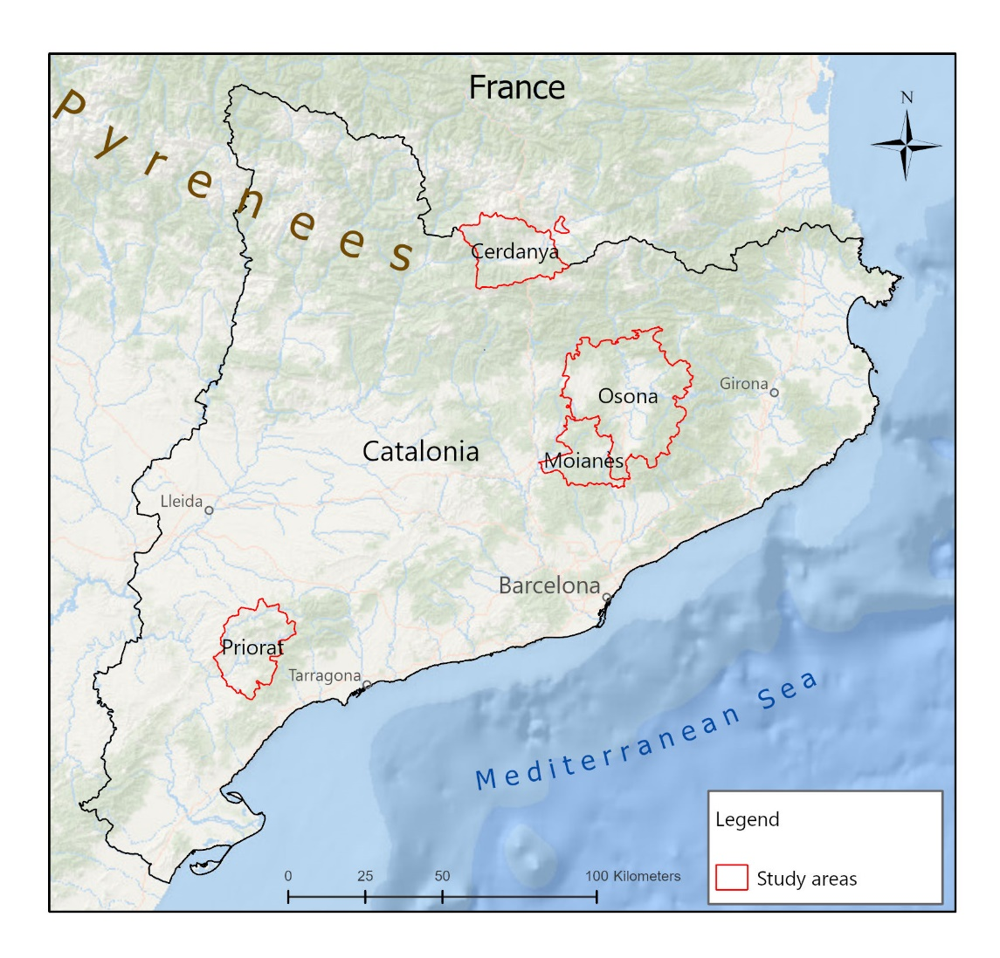 France
N
Pyrenees
Cerdanya
Osona
Girona
Catalonia
Moianès
Lleida
Barcelona
Priorat
Tarragona
Mediterranean Sea
Legend
Study areas
0 25 50 100 Kilometers